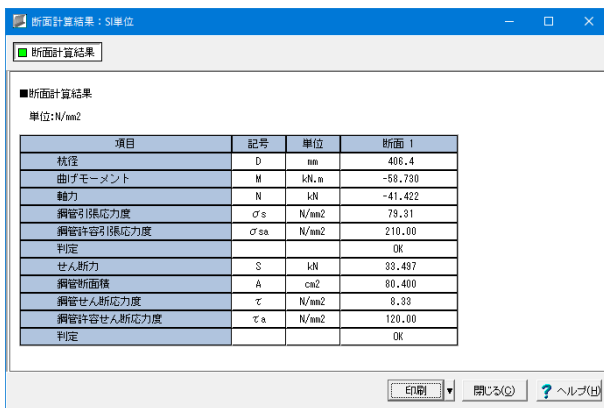 断面計算結果：SI単位
断面計算結果
■断面計算結果
単位:N/mm2
項目 記号 単位 断面 1
杭径 D mm 406.4
曲げモーメント M kN.m -58.730
軸力 N kN -41.422
鋼管引張応力度 σs N/mm2 79.31
鋼管許容引張応力度 σsa N/mm2 210.00
判定 OK
せん断力 S kN 33.497
鋼管断面積 A cm2 80.400
鋼管せん断応力度 τ N/mm2 8.33
鋼管許容せん断応力度 τa N/mm2 120.00
判定 OK
印刷 閉じる(C) ? ヘルプ(H)